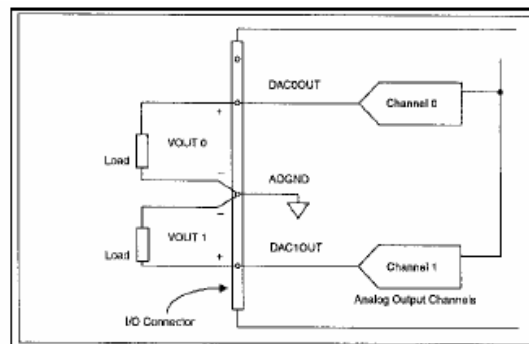 DAC0OUT
Channel 0
+
VOUT 0
Load
−
AOGND
−
VOUT 1
Load
+
DAC1OUT
Channel 1
Analog Output Channels
I/O Connector